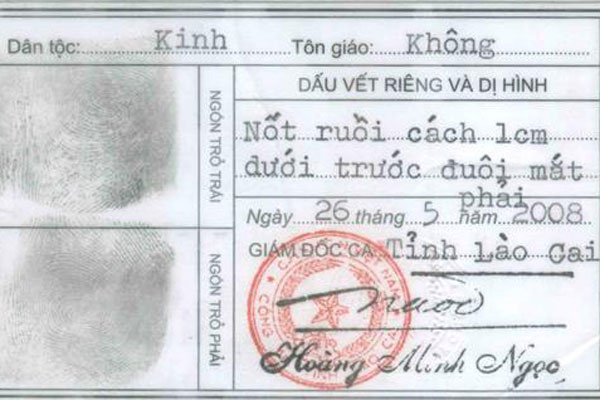 Dân tộc: Kinh Tôn giáo: Không
NGÓN TRỎ TRÁI
NGÓN TRỎ PHẢI
DẤU VẾT RIÊNG VÀ DỊ HÌNH
Nốt ruồi cách 1cm
dưới trước đuôi mắt
phải
Ngày 26 tháng 5 năm 2008
GIÁM ĐỐC CA Tỉnh Lào Cai
Hoàng Minh Ngọc